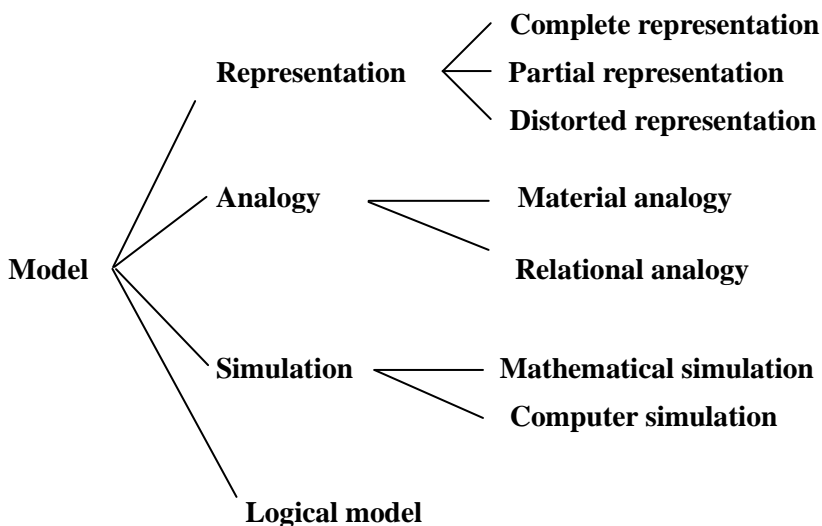 Complete representation
Representation
Partial representation
Distorted representation
Analogy
Material analogy
Relational analogy
Model
Simulation
Mathematical simulation
Computer simulation
Logical model